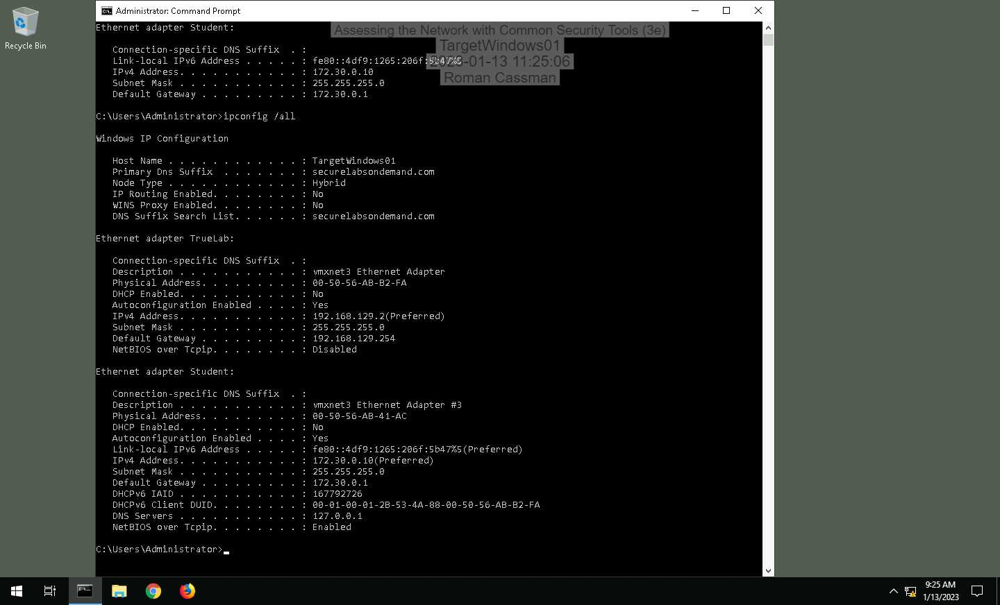 Recycle Bin
Administrator: Command Prompt
Assessing the Network with Common Security Tools (3e)
TargetWindows01
-01-13 11:25:06
Roman Cassman
Ethernet adapter Student:
Connection-specific DNS Suffix . :
Link-local IPv6 Address . . . . . : fe80::4df9:1265:206f:5b47%5
IPv4 Address. . . . . . . . . . . : 172.30.0.10
Subnet Mask . . . . . . . . . . . : 255.255.255.0
Default Gateway . . . . . . . . . : 172.30.0.1
C:\Users\Administrator>ipconfig /all
Windows IP Configuration
Host Name . . . . . . . . . . . . : TargetWindows01
Primary Dns Suffix . . . . . . . : securelabsondemand.com
Node Type . . . . . . . . . . . . : Hybrid
IP Routing Enabled. . . . . . . . : No
WINS Proxy Enabled. . . . . . . . : No
DNS Suffix Search List. . . . . . : securelabsondemand.com
Ethernet adapter TrueLab:
Connection-specific DNS Suffix . :
Description . . . . . . . . . . . : vmxnet3 Ethernet Adapter
Physical Address. . . . . . . . . : 00-50-56-AB-B2-FA
DHCP Enabled. . . . . . . . . . . : No
Autoconfiguration Enabled . . . . : Yes
IPv4 Address. . . . . . . . . . . : 192.168.129.2(Preferred)
Subnet Mask . . . . . . . . . . . : 255.255.255.0
Default Gateway . . . . . . . . . : 192.168.129.254
NetBIOS over Tcpip. . . . . . . . : Disabled
Ethernet adapter Student:
Connection-specific DNS Suffix . :
Description . . . . . . . . . . . : vmxnet3 Ethernet Adapter #3
Physical Address. . . . . . . . . : 00-50-56-AB-41-AC
DHCP Enabled. . . . . . . . . . . : No
Autoconfiguration Enabled . . . . : Yes
Link-local IPv6 Address . . . . . : fe80::4df9:1265:206f:5b47%5(Preferred)
IPv4 Address. . . . . . . . . . . : 172.30.0.10(Preferred)
Subnet Mask . . . . . . . . . . . : 255.255.255.0
Default Gateway . . . . . . . . . : 172.30.0.1
DHCPv6 IAID . . . . . . . . . . . : 167792726
DHCPv6 Client DUID. . . . . . . . : 00-01-00-01-2B-53-4A-88-00-50-56-AB-B2-FA
DNS Servers . . . . . . . . . . . : 127.0.0.1
NetBIOS over Tcpip. . . . . . . . : Enabled
C:\Users\Administrator>
9:25 AM
1/13/2023